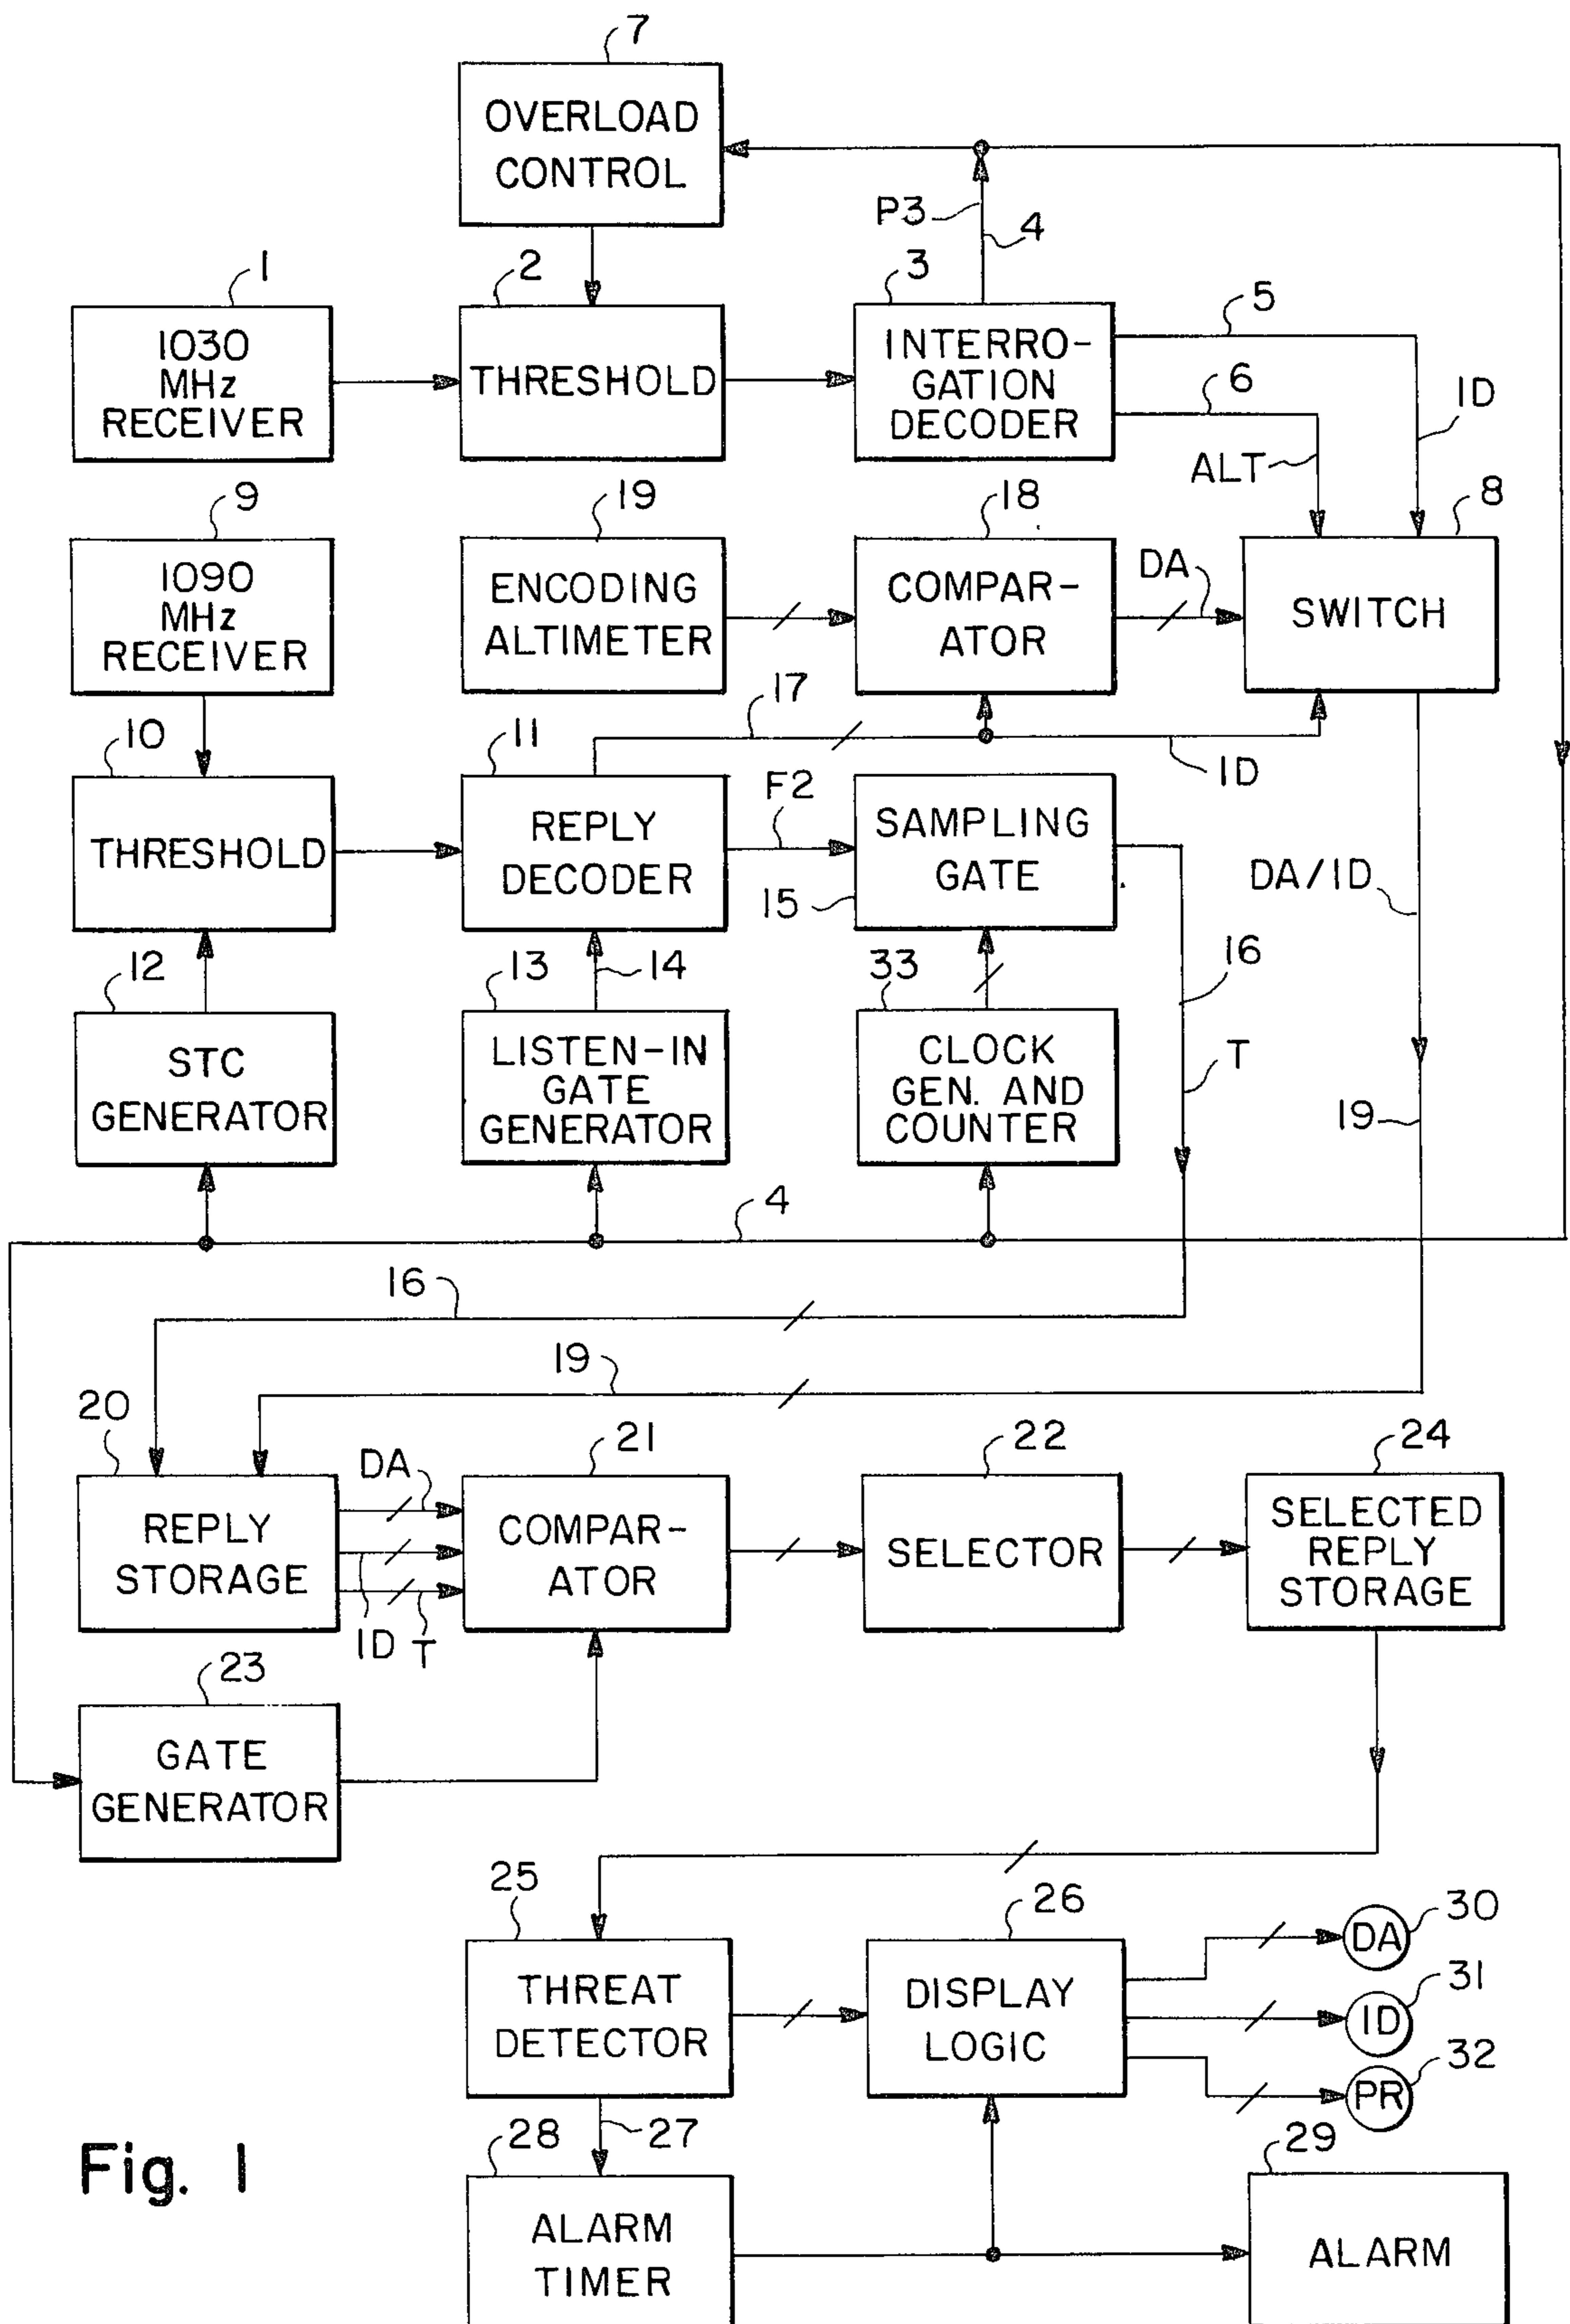 7
OVERLOAD
CONTROL
P3
4
1
2
3
5
1030
MHz
RECEIVER
THRESHOLD
INTERRO-
GATION
DECODER
6
ID
ALT
9
19
18
8
1090
MHz
RECEIVER
ENCODING
ALTIMETER
COMPAR-
ATOR
DA
SWITCH
10
11
17
ID
THRESHOLD
REPLY
DECODER
F2
SAMPLING
GATE
15
DA/ID
12
13
14
33
16
STC
GENERATOR
LISTEN-IN
GATE
GENERATOR
CLOCK
GEN. AND
COUNTER
T
19
4
16
19
20
21
22
24
REPLY
STORAGE
DA
ID
T
COMPAR-
ATOR
SELECTOR
SELECTED
REPLY
STORAGE
23
GATE
GENERATOR
25
26
THREAT
DETECTOR
DISPLAY
LOGIC
DA
30
ID
31
PR
32
28
27
29
ALARM
TIMER
ALARM
Fig. 1